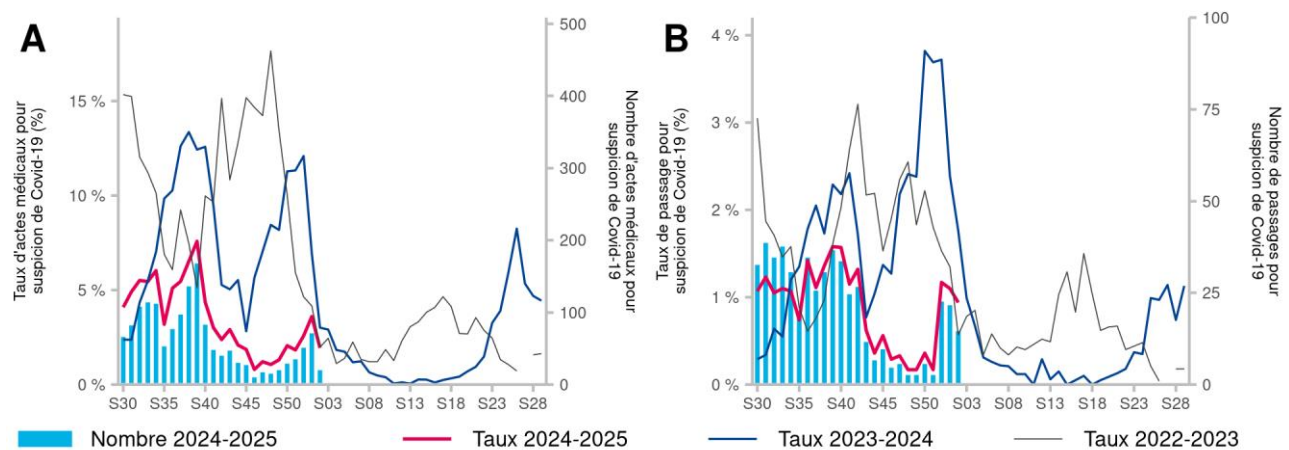 A
Taux d'actes médicaux pour
suspicion de Covid-19 (%)
15 %
10 %
5 %
0 %
500
400
300
200
100
0
Nombre d'actes médicaux pour
suspicion de Covid-19
S30 S35 S40 S45 S50 S03 S08 S13 S18 S23 S28
B
Taux de passage pour
suspicion de Covid-19 (%)
4 %
3 %
2 %
1 %
0 %
100
75
50
25
0
Nombre de passages pour
suspicion de Covid-19
S30 S35 S40 S45 S50 S03 S08 S13 S18 S23 S28
Nombre 2024-2025 Taux 2024-2025 Taux 2023-2024 Taux 2022-2023